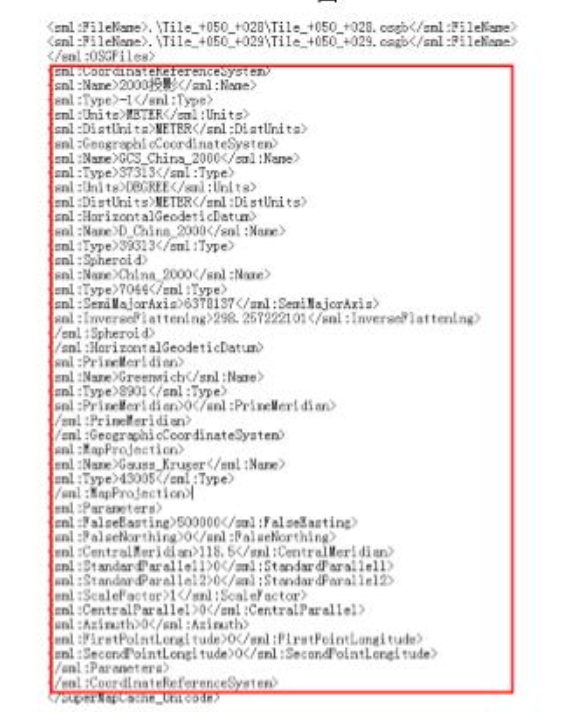 <sml:FileName>.\Tile_+050_+028\Tile_+050_+028.osgb</sml:FileName>
<sml:FileName>.\Tile_+050_+029\Tile_+050_+029.osgb</sml:FileName>
</sml:OSGFiles>
<sml:CoordinateReferenceSystem>
<sml:Name>2000投影</sml:Name>
<sml:Type>-1</sml:Type>
<sml:Units>METER</sml:Units>
<sml:DistUnits>METER</sml:DistUnits>
<sml:GeographicCoordinateSystem>
<sml:Name>GCS_China_2000</sml:Name>
<sml:Type>37313</sml:Type>
<sml:Units>DEGREE</sml:Units>
<sml:DistUnits>METER</sml:DistUnits>
<sml:HorizontalGeodeticDatum>
<sml:Name>D_China_2000</sml:Name>
<sml:Type>39313</sml:Type>
<sml:Spheroid>
<sml:Name>China_2000</sml:Name>
<sml:Type>7044</sml:Type>
<sml:SemiMajorAxis>6378137</sml:SemiMajorAxis>
<sml:InverseFlattening>298.257222101</sml:InverseFlattening>
</sml:Spheroid>
</sml:HorizontalGeodeticDatum>
<sml:PrimeMeridian>
<sml:Name>Greenwich</sml:Name>
<sml:Type>8901</sml:Type>
<sml:PrimeMeridian>0</sml:PrimeMeridian>
</sml:PrimeMeridian>
</sml:GeographicCoordinateSystem>
<sml:MapProjection>
<sml:Name>Gauss_Kruger</sml:Name>
<sml:Type>43005</sml:Type>
</sml:MapProjection>
<sml:Parameters>
<sml:FalseEasting>500000</sml:FalseEasting>
<sml:FalseNorthing>0</sml:FalseNorthing>
<sml:CentralMeridian>118.5</sml:CentralMeridian>
<sml:StandardParallel1>0</sml:StandardParallel1>
<sml:StandardParallel2>0</sml:StandardParallel2>
<sml:ScaleFactor>1</sml:ScaleFactor>
<sml:CentralParallel>0</sml:CentralParallel>
<sml:Azimuth>0</sml:Azimuth>
<sml:FirstPointLongitude>0</sml:FirstPointLongitude>
<sml:SecondPointLongitude>0</sml:SecondPointLongitude>
</sml:Parameters>
</sml:CoordinateReferenceSystem>
</SuperMapCache_Unicode>